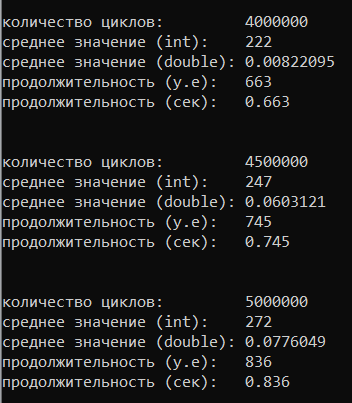 количество циклов: 4000000
среднее значение (int): 222
среднее значение (double): 0.00822095
продолжительность (у.е): 663
продолжительность (сек): 0.663
количество циклов: 4500000
среднее значение (int): 247
среднее значение (double): 0.0603121
продолжительность (у.е): 745
продолжительность (сек): 0.745
количество циклов: 5000000
среднее значение (int): 272
среднее значение (double): 0.0776049
продолжительность (у.е): 836
продолжительность (сек): 0.836